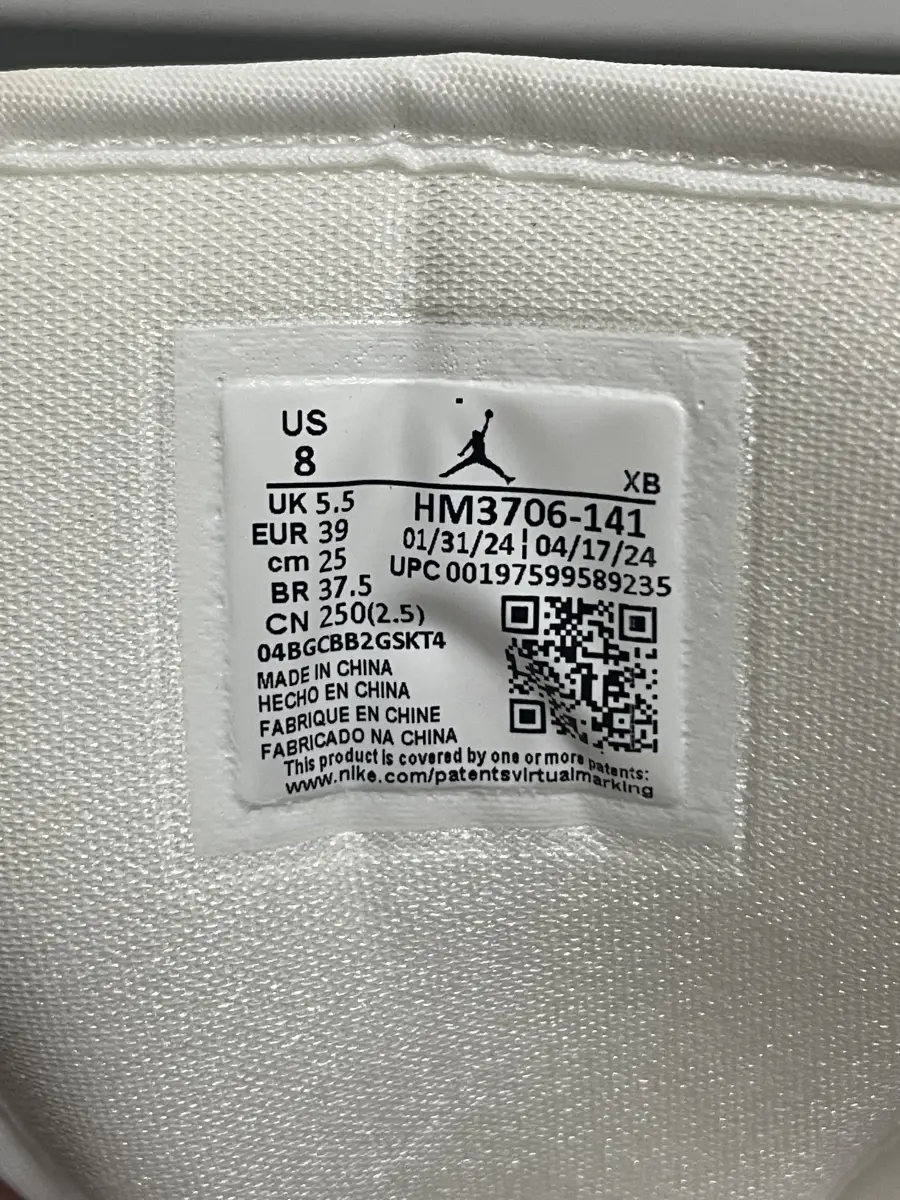 US
8
XB
UK 5.5
EUR 39
cm 25
BR 37.5
CN 250(2.5)
04BGCBB2GSKT4
HM3706-141
01/31/24 ¦ 04/17/24
UPC 00197599589235
MADE IN CHINA
HECHO EN CHINA
FABRIQUE EN CHINE
FABRICADO NA CHINA
This product is covered by one or more patents:
www.nike.com/patentsvirtualmarking